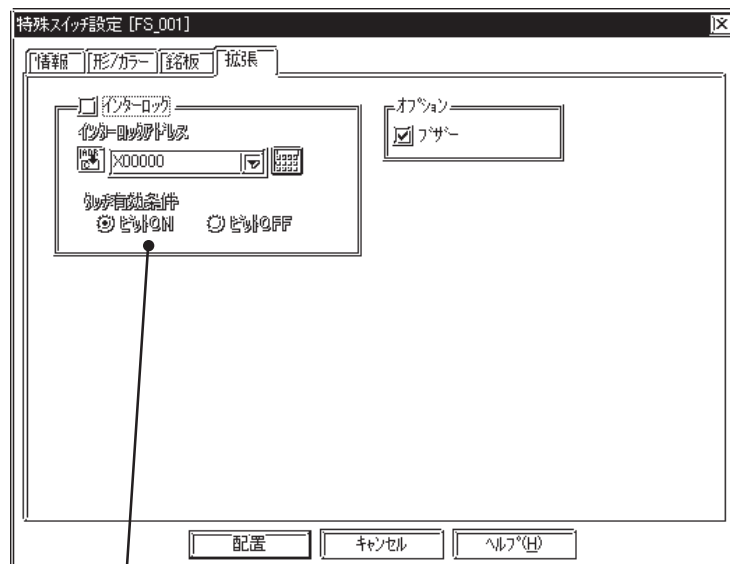 特殊スイッチ設定 [FS_001]
情報 形/カラー 銘板 拡張
インターロック
インターロックアドレス
X00000
タッチ有効条件
ビットON ビットOFF
オプション
ブザー
配置 キャンセル ヘルプ(H)